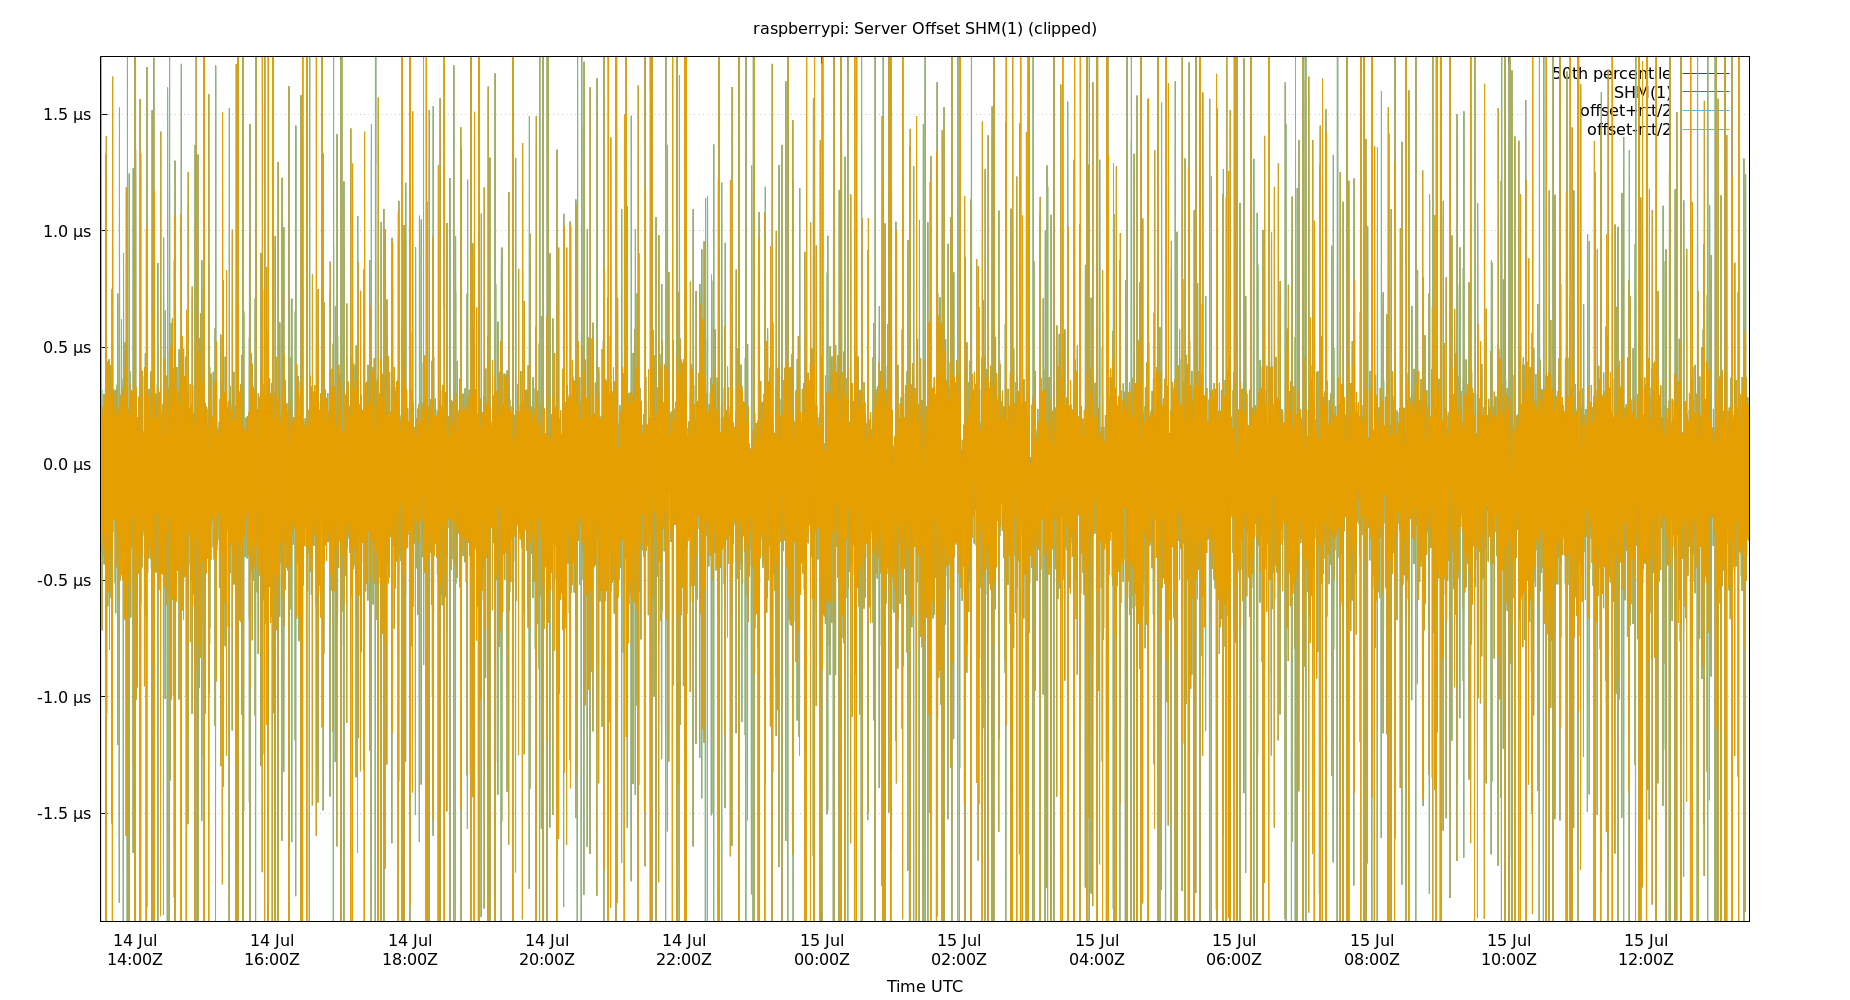 raspberrypi: Server Offset SHM(1) (clipped)
50th percentile
SHM(1)
offset+rtt/2
offset-rtt/2
1.5 µs
1.0 µs
0.5 µs
0.0 µs
-0.5 µs
-1.0 µs
-1.5 µs
14 Jul 14 Jul 14 Jul 14 Jul 14 Jul 15 Jul 15 Jul 15 Jul 15 Jul 15 Jul 15 Jul 15 Jul
14:00Z 16:00Z 18:00Z 20:00Z 22:00Z 00:00Z 02:00Z 04:00Z 06:00Z 08:00Z 10:00Z 12:00Z
Time UTC